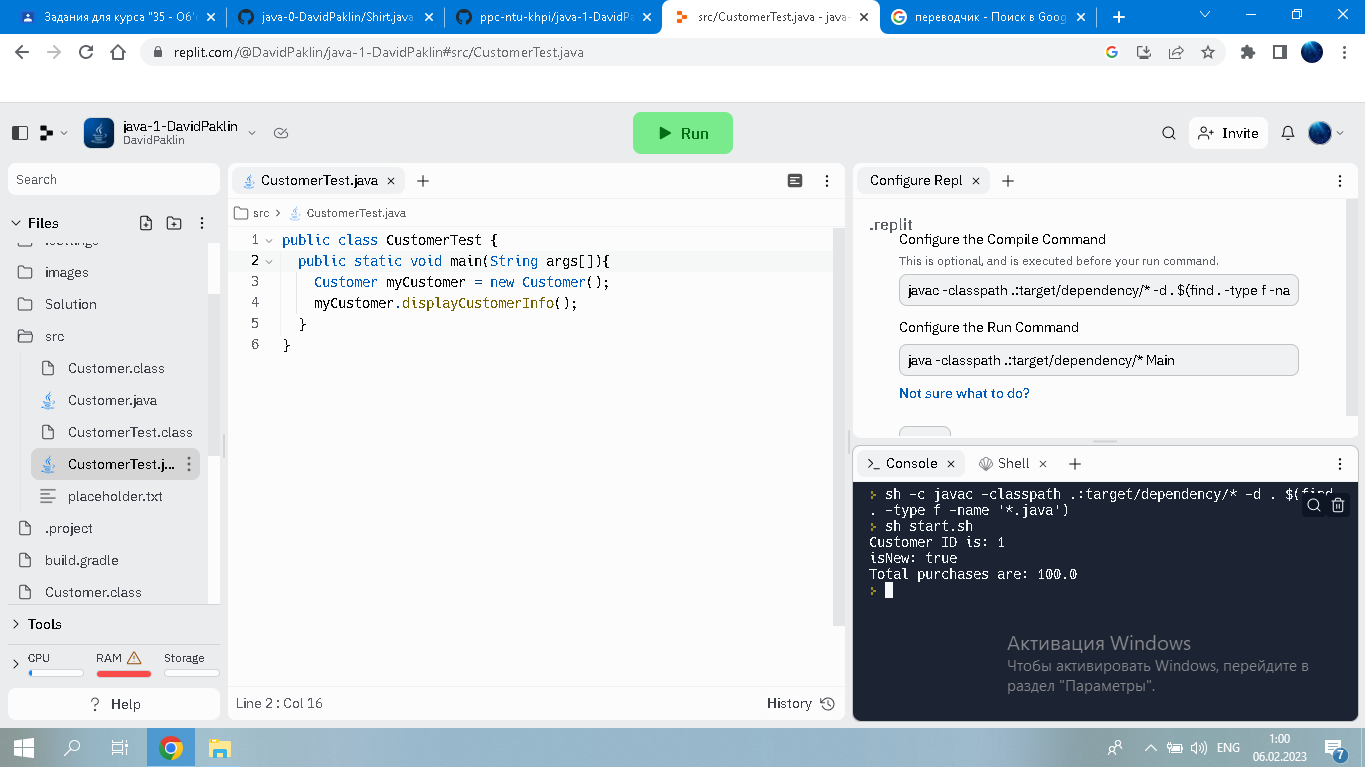 Задания для курса "35 - Об'
java-0-DavidPaklin/Shirt.java
ppc-ntu-khpi/java-1-DavidPa
src/CustomerTest.java - java-
переводчик - Поиск в Goog
replit.com/@DavidPaklin/java-1-DavidPaklin#src/CustomerTest.java
java-1-DavidPaklin
DavidPaklin
Run
Invite
Search
Files
images
Solution
src
Customer.class
Customer.java
CustomerTest.class
CustomerTest.j...
placeholder.txt
.project
build.gradle
Customer.class
Tools
CPU RAM Storage
? Help
CustomerTest.java
src > CustomerTest.java
1 public class CustomerTest {
2 public static void main(String args[]){
3 Customer myCustomer = new Customer();
4 myCustomer.displayCustomerInfo();
5 }
6 }
Line 2 : Col 16
History
Configure Repl
.replit
Configure the Compile Command
This is optional, and is executed before your run command.
javac -classpath .:target/dependency/* -d . $(find . -type f -na
Configure the Run Command
java -classpath .:target/dependency/* Main
Not sure what to do?
Console
Shell
> sh -c javac -classpath .:target/dependency/* -d . $(find
. -type f -name '*.java')
> sh start.sh
Customer ID is: 1
isNew: true
Total purchases are: 100.0
>
Активация Windows
Чтобы активировать Windows, перейдите в
раздел "Параметры".
ENG
1:00
06.02.2023
7